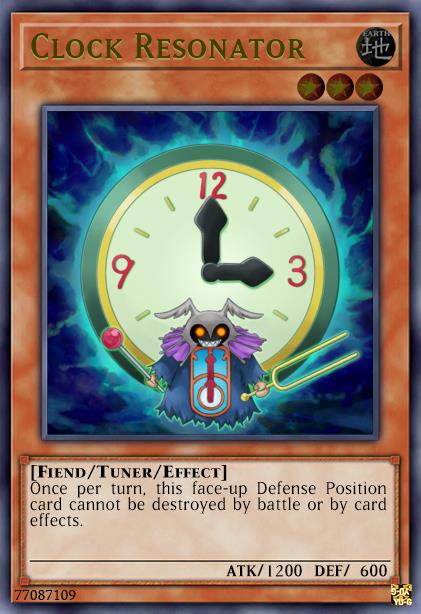 CLOCK RESONATOR
EARTH
地
12
9
3
[FIEND/TUNER/EFFECT]
Once per turn, this face-up Defense Position
card cannot be destroyed by battle or by card
effects.
ATK/1200 DEF/ 600
77087109